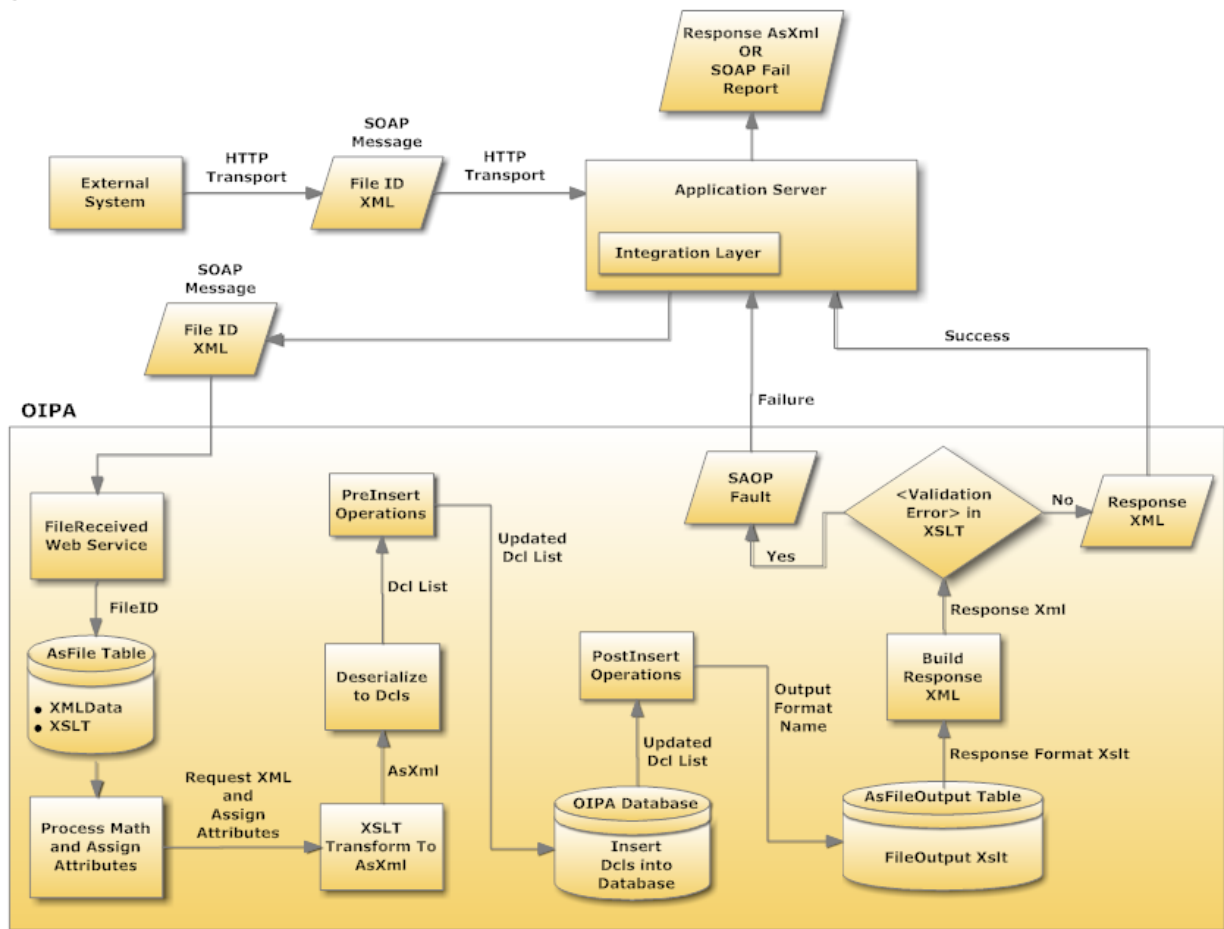 Response AsXml
OR
SOAP Fail
Report
SOAP
Message
HTTP
Transport
HTTP
Transport
External
System
File ID
XML
Application Server
Integration Layer
SOAP
Message
File ID
XML
Success
Failure
OIPA
FileReceived
Web Service
FileID
AsFile Table
• XMLData
• XSLT
Process Math
and Assign
Attributes
Request XML
and
Assign
Attributes
XSLT
Transform To
AsXml
AsXml
Deserialize
to Dcls
Dcl List
PreInsert
Operations
Updated
Dcl List
OIPA Database
Insert
Dcls into
Database
Updated
Dcl List
PostInsert
Operations
Output
Format
Name
AsFileOutput Table
FileOutput Xslt
Response Format Xslt
Build
Response
XML
Response Xml
<Validation
Error> in
XSLT
Yes
SAOP
Fault
No
Response
XML